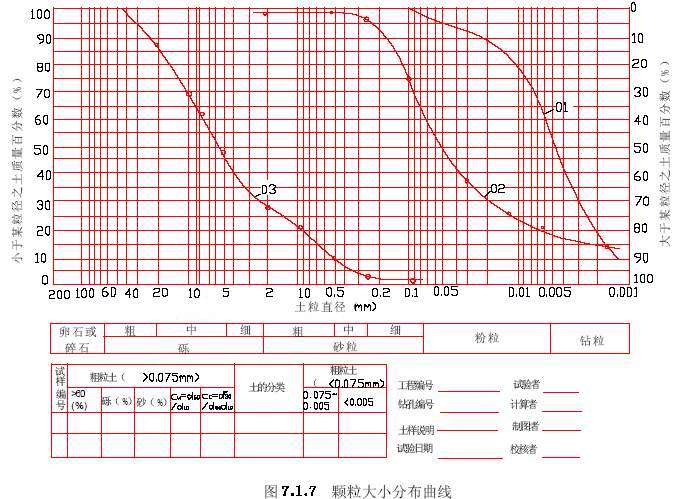 100 0
90 10
80 20
70 30
60 01 40
50 50
40 60
03 02
30 70
20 80
10 90
0 100
小于某粒径之土质量百分数（%）
大于某粒径之土质量百分数（%）
200 100 60 40 20 10 5 2 10 0.5 0.2 0.1 0.05 0.01 0.005 0.001
土粒直径 (mm)
卵石或 粗 中 细 粗 中 细 粉粒 钻粒
碎石 砾 砂粒
试样编号 粗粒土（ >0.075mm) 土的分类 粗粒土（ <0.075mm)
>60 (%) 砾（%） 砂（%） 0.075~0.005 <0.005
工程编号 试验者
钻孔编号 计算者
土样说明 制图者
试验日期 校核者
图 7.1.7 颗粒大小分布曲线